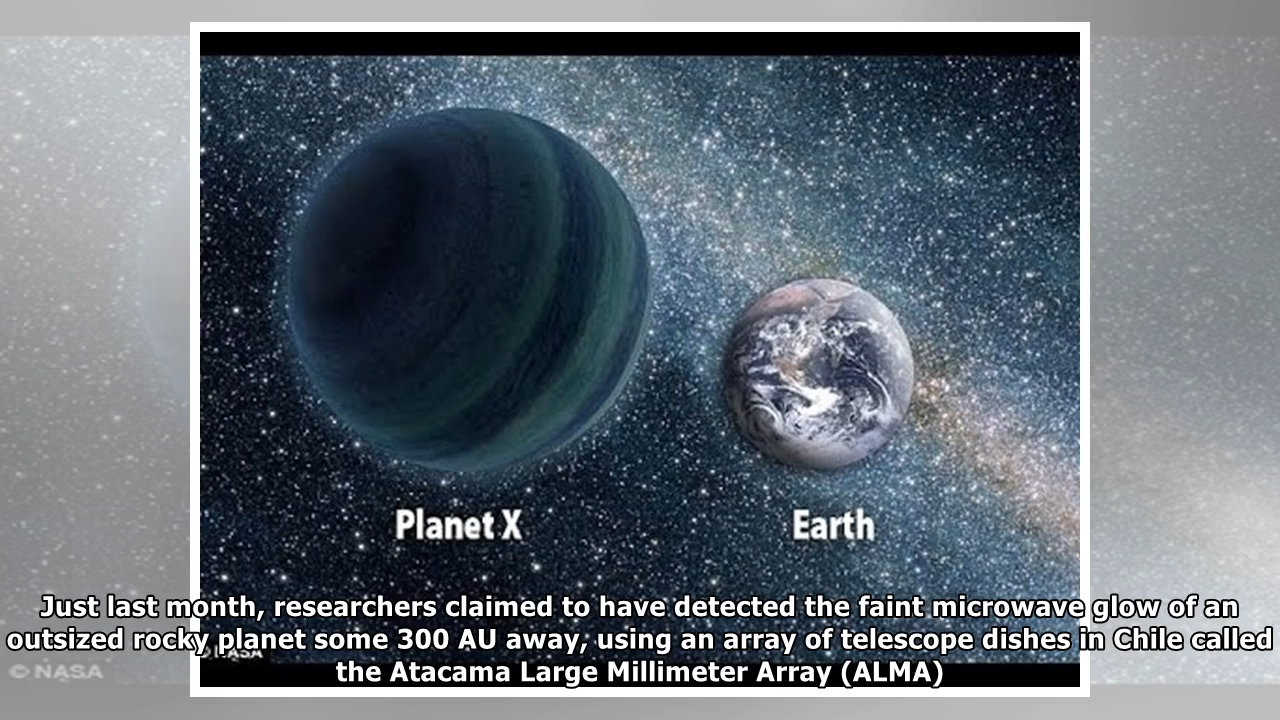 Planet X
Earth
Just last month, researchers claimed to have detected the faint microwave glow of an
outsized rocky planet some 300 AU away, using an array of telescope dishes in Chile called
the Atacama Large Millimeter Array (ALMA)
© NASA
NASA